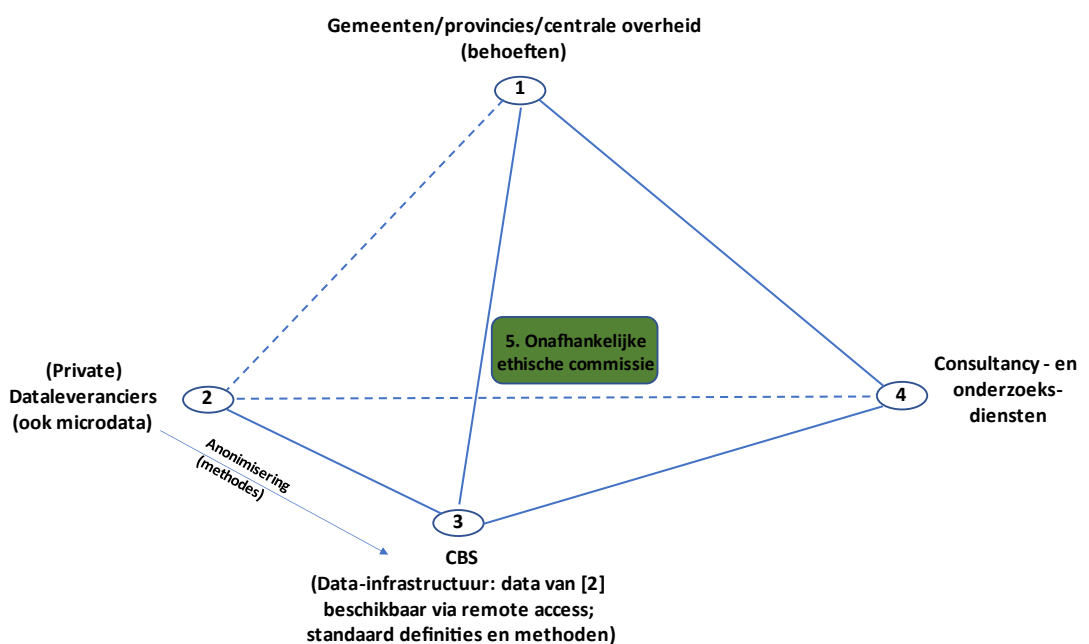 Gemeenten/provincies/centrale overheid
(behoeften)
1
5. Onafhankelijke
ethische commissie
(Private)
Dataleveranciers
(ook microdata)
2
4
Consultancy - en
onderzoeks-
diensten
Anonimisering
(methodes)
3
CBS
(Data-infrastructuur: data van [2]
beschikbaar via remote access;
standaard definities en methoden)